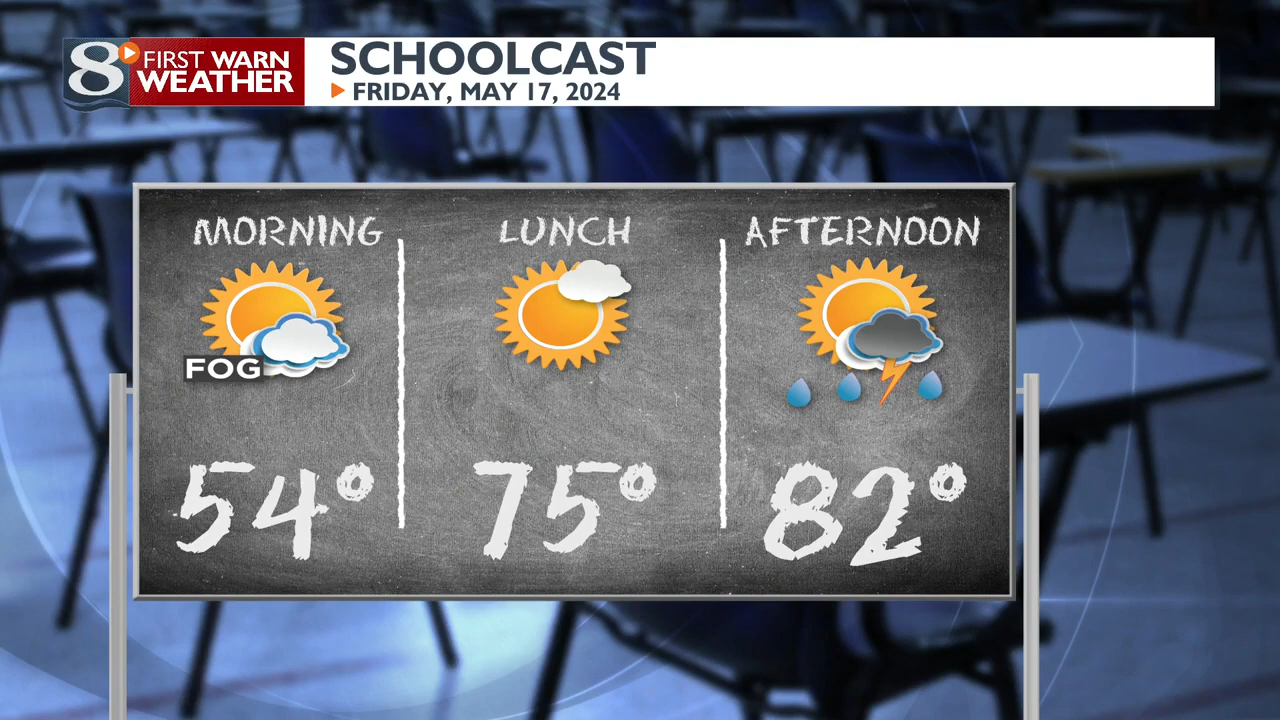 8 FIRST WARN
WEATHER
SCHOOLCAST
FRIDAY, MAY 17, 2024
MORNING LUNCH AFTERNOON
FOG
54° 75° 82°